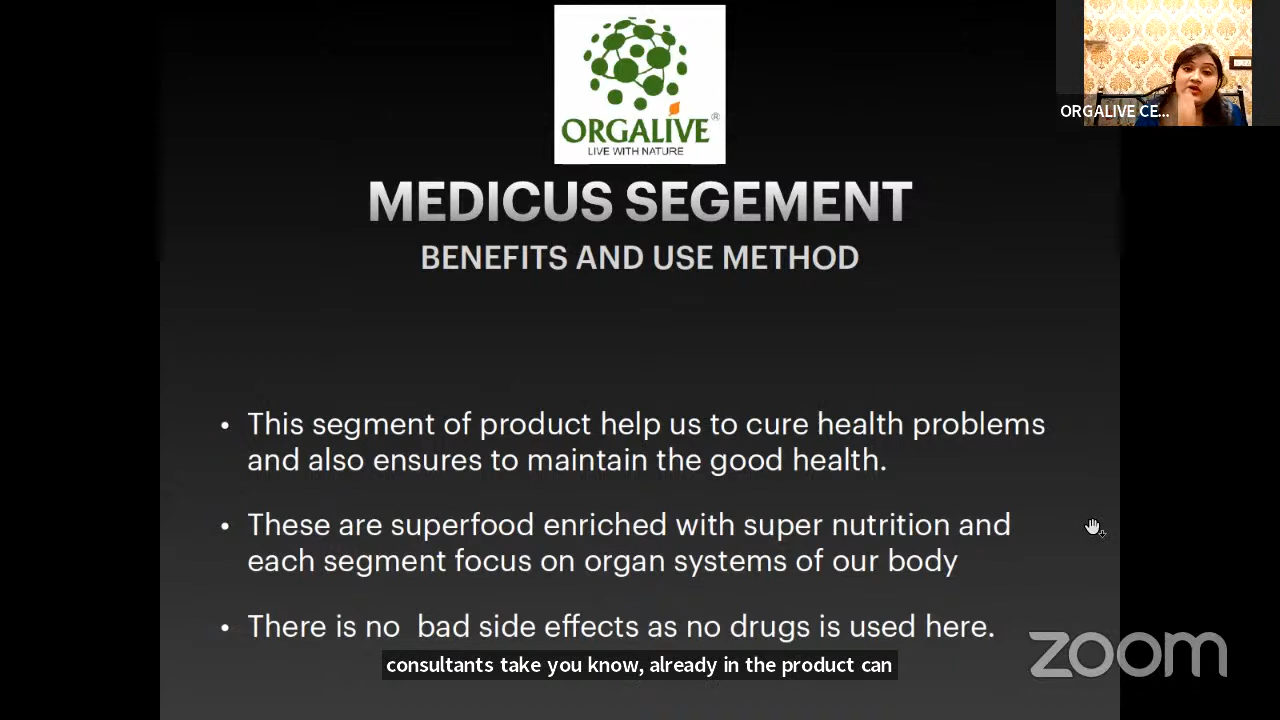 ORGALIVE®
LIVE WITH NATURE
ORGALIVE CE...
MEDICUS SEGEMENT
BENEFITS AND USE METHOD
• This segment of product help us to cure health problems
and also ensures to maintain the good health.
• These are superfood enriched with super nutrition and
each segment focus on organ systems of our body
• There is no  bad side effects as no drugs is used here.
zoom
consultants take you know, already in the product can